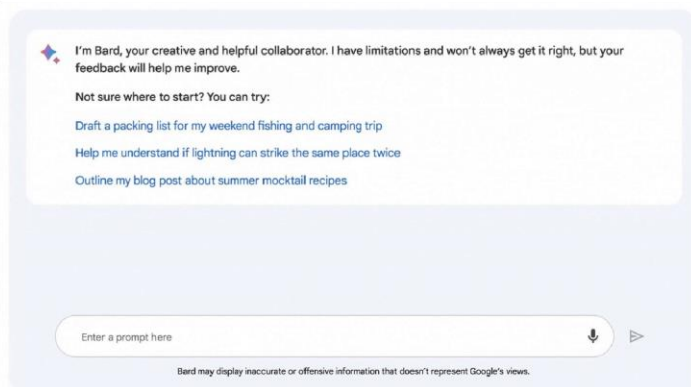 I'm Bard, your creative and helpful collaborator. I have limitations and won't always get it right, but your
feedback will help me improve.
Not sure where to start? You can try:
Draft a packing list for my weekend fishing and camping trip
Help me understand if lightning can strike the same place twice
Outline my blog post about summer mocktail recipes
Enter a prompt here
Bard may display inaccurate or offensive information that doesn't represent Google's views.